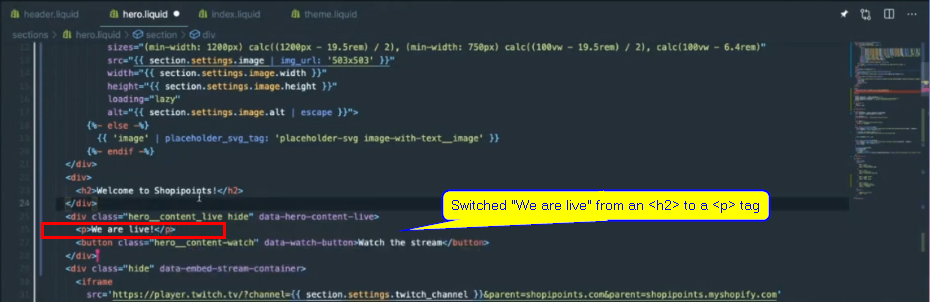 header.liquid hero.liquid index.liquid theme.liquid
sections > hero.liquid > section > div
sizes="(min-width: 1200px) calc((1200px - 19.5rem) / 2), (min-width: 750px) calc((100vw - 19.5rem) / 2), calc(100vw - 6.4rem)"
src="{{ section.settings.image | img_url: '503x503' }}"
width="{{ section.settings.image.width }}"
height="{{ section.settings.image.height }}"
loading="lazy"
alt="{{ section.settings.image.alt | escape }}">
{%- else -%}
{{ 'image' | placeholder_svg_tag: 'placeholder-svg image-with-text__image' }}
{%- endif -%}
</div>
<div>
<h2>Welcome to Shopipoints!</h2>
24 </div>
<div class="hero__content_live hide" data-hero-content-live>
<p>We are live!</p>
<button class="hero__content-watch" data-watch-button>Watch the stream</button>
</div>
<div class="hide" data-embed-stream-container>
<iframe
src='https://player.twitch.tv/?channel={{ section.settings.twitch_channel }}&parent=shopipoints.com&parent=shopipoints.myshopify.com'
Switched "We are live" from an <h2> to a <p> tag